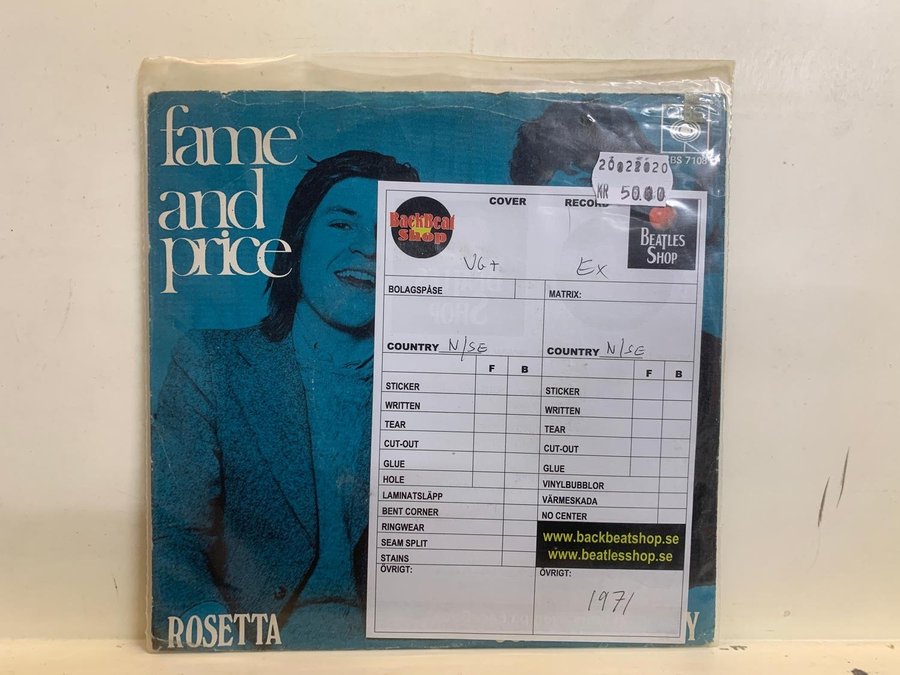 fame
and
price
BS 7108
20022020
KR 50.00
COVER RECORD
BackBeat
Shop
BEATLES
SHOP
VG+ Ex
BOLAGSPÅSE MATRIX:
COUNTRY N/SE COUNTRY N/SE
F B F B
STICKER STICKER
WRITTEN WRITTEN
TEAR TEAR
CUT-OUT CUT-OUT
GLUE GLUE
HOLE VINYLBUBBLOR
LAMINATSLÄPP VÄRMESKADA
BENT CORNER NO CENTER
RINGWEAR
SEAM SPLIT
STAINS
www.backbeatshop.se
www.beatlesshop.se
ÖVRIGT: ÖVRIGT:
1971
ROSETTA